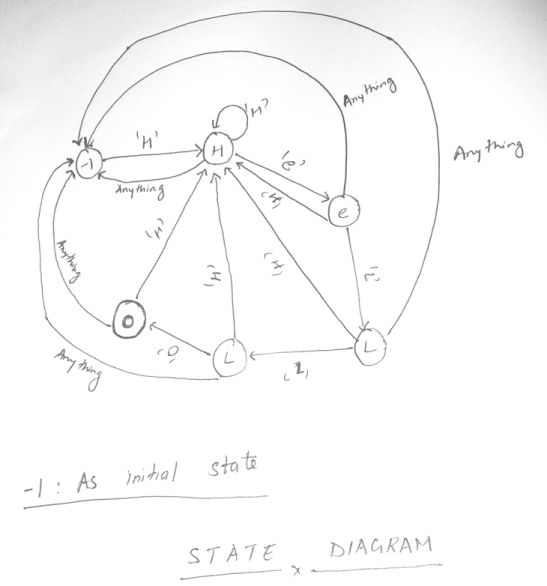 Anything
'H'
'H'
-1
H
'e'
Anything
Anything
'H'
e
'H'
Anything
'H'
'H'
'L'
O
'O'
L
'L'
L
Anything
-1 : As initial state
STATE x DIAGRAM